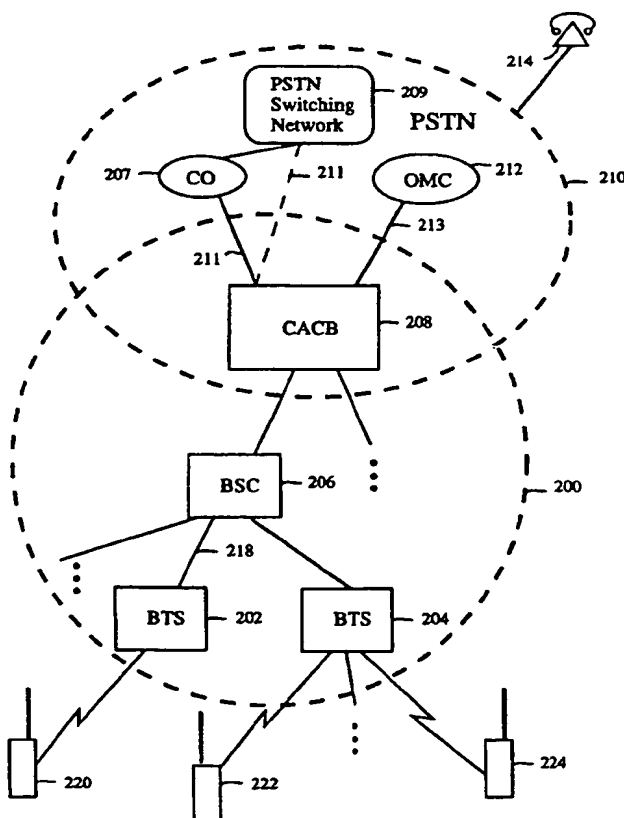 214
PSTN
Switching
Network
209
PSTN
207
CO
211
OMC
212
210
211
213
CACB
208
BSC
206
200
218
BTS
202
BTS
204
220
222
224